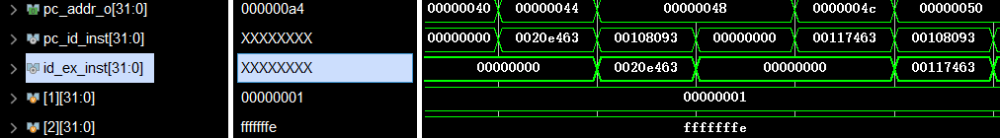 pc_addr_o[31:0] 000000a4 00000040 00000044 00000048 0000004c 00000050
pc_id_inst[31:0] XXXXXXXX 00000000 0020e463 00108093 00000000 00117463 00108093
id_ex_inst[31:0] XXXXXXXX 00000000 0020e463 00000000 00117463
[1][31:0] 00000001 00000001
[2][31:0] fffffffe fffffffe